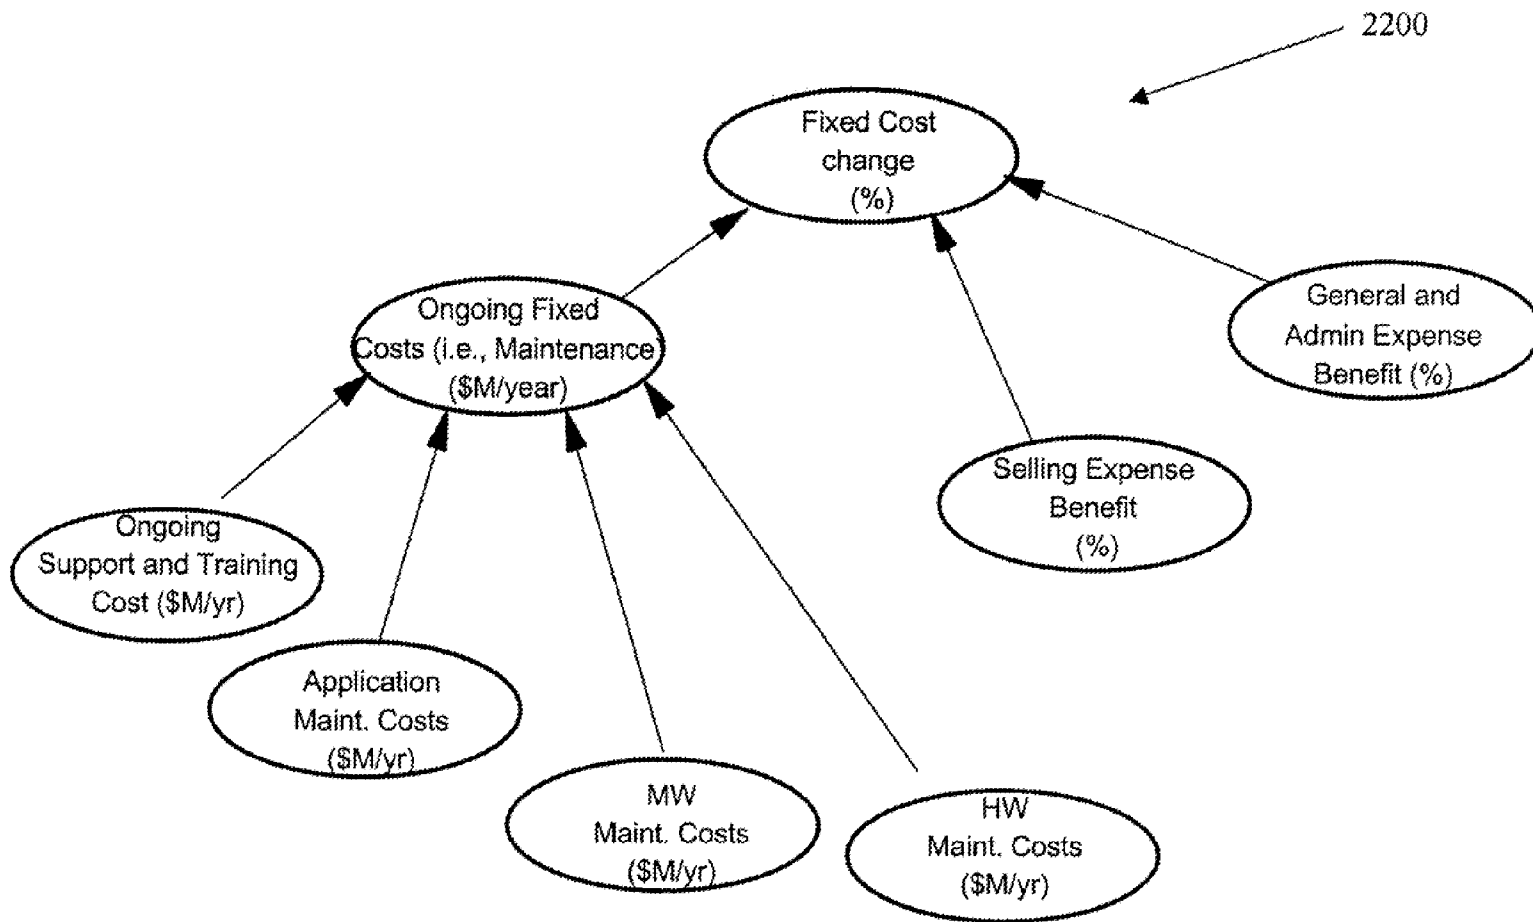 2200
Fixed Cost
change
(%)
Ongoing Fixed
Costs (i.e., Maintenance)
($M/year)
General and
Admin Expense
Benefit (%)
Selling Expense
Benefit
(%)
Ongoing
Support and Training
Cost ($M/yr)
Application
Maint. Costs
($M/yr)
MW
Maint. Costs
($M/yr)
HW
Maint. Costs
($M/yr)